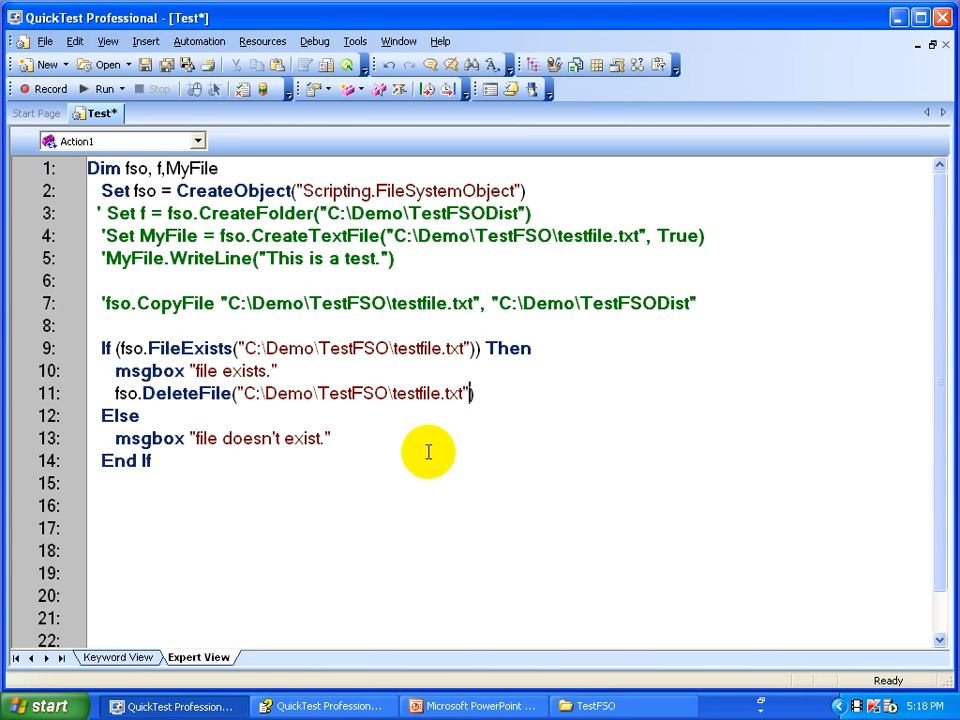 QuickTest Professional - [Test*]
File Edit View Insert Automation Resources Debug Tools Window Help
New Open
Record Run Stop
Start Page Test*
Action1
1: Dim fso, f,MyFile
2: Set fso = CreateObject("Scripting.FileSystemObject")
3: ' Set f = fso.CreateFolder("C:\Demo\TestFSODist")
4: 'Set MyFile = fso.CreateTextFile("C:\Demo\TestFSO\testfile.txt", True)
5: 'MyFile.WriteLine("This is a test.")
6:
7: 'fso.CopyFile "C:\Demo\TestFSO\testfile.txt", "C:\Demo\TestFSODist"
8:
9: If (fso.FileExists("C:\Demo\TestFSO\testfile.txt")) Then
10: msgbox "file exists."
11: fso.DeleteFile("C:\Demo\TestFSO\testfile.txt")
12: Else
13: msgbox "file doesn't exist."
14: End If
15:
16:
17:
18:
19:
20:
21:
22:
Keyword View Expert View
Ready
start QuickTest Professional... QuickTest Professional... Microsoft PowerPoint ... TestFSO 5:18 PM